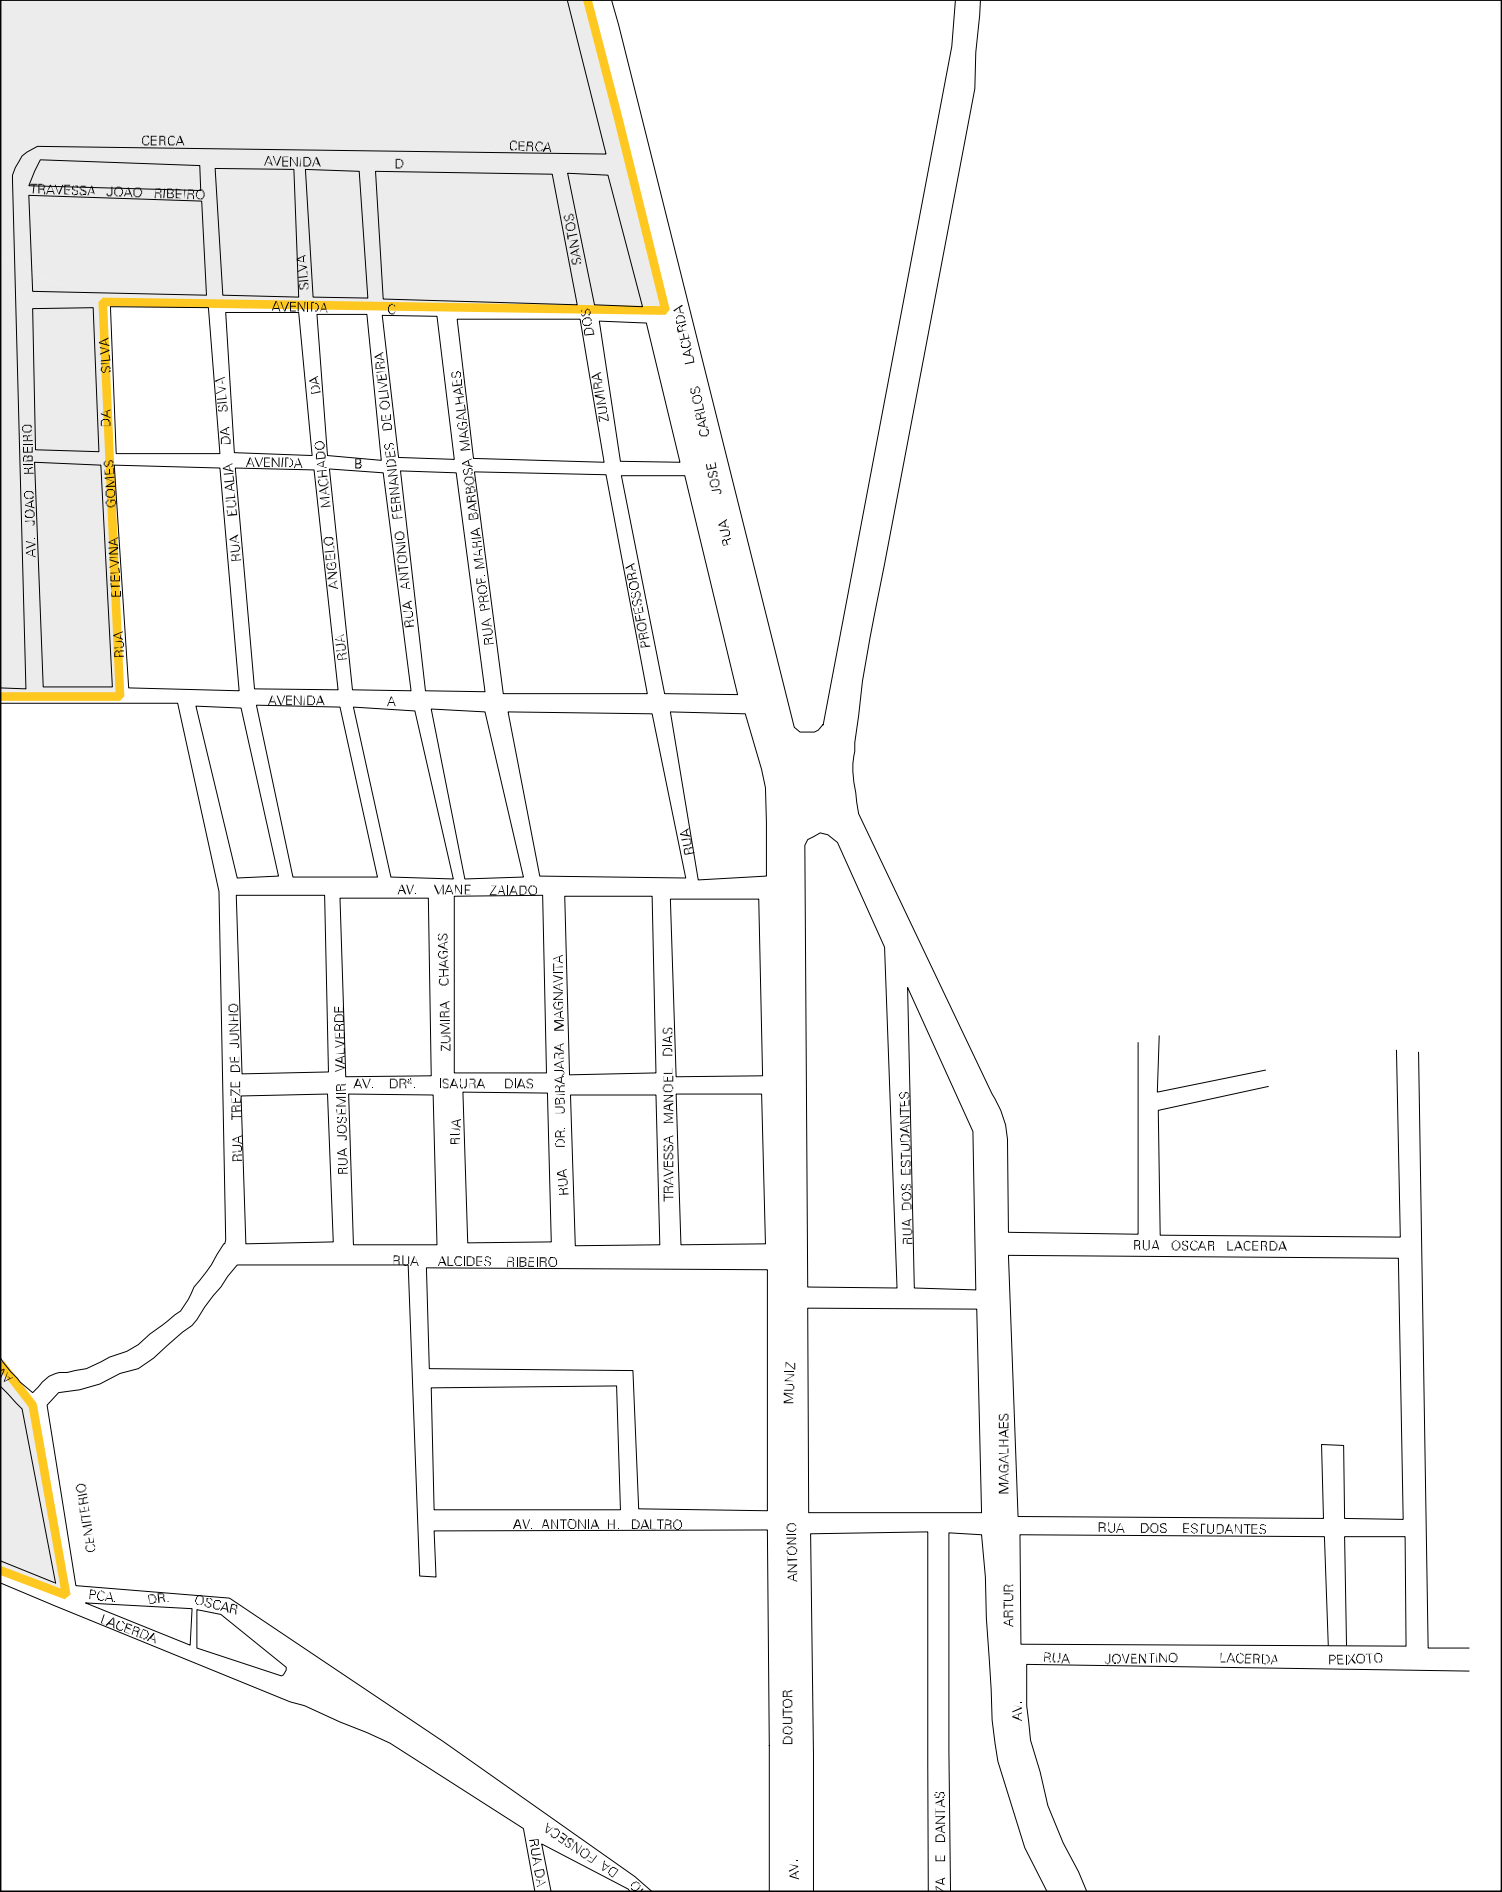 CERCA
CERCA
AVENIDA D
TRAVESSA JOAO RIBEIRO
AVENIDA C
AV. JOAO RIBEIRO
RUA ETELVINA GOMES DA SILVA
RUA EULALIA DA SILVA
RUA ANGELO MACHADO DA SILVA
RUA ANTONIO FERNANDES DE OLIVEIRA
RUA PROF. MARIA BARBOSA MAGALHAES
RUA PROFESSORA ZUMIRA DOS SANTOS
RUA JOSE CARLOS LACERDA
AVENIDA B
AVENIDA A
AV. VIANE ZAIADO
RUA TREZE DE JUNHO
RUA JOSEMIR VALVERDE
RUA ZUMIRA CHAGAS
RUA DR. UBIRAJARA MAGNAVITA
TRAVESSA MANOEL DIAS
AV. DRª. ISAURA DIAS
RUA DOS ESTUDANTES
RUA ALCIDES RIBEIRO
RUA OSCAR LACERDA
AV. DOUTOR ANTONIO MUNIZ
AV. ARTUR MAGALHAES
AV
CEMITERIO
AV. ANTONIA H. DALTRO
RUA DOS ESTUDANTES
PCA. DR. OSCAR
LACERDA
RUA JOVENTINO LACERDA PEIXOTO
ZA E DANTAS
DA FONSECA
RUA DA